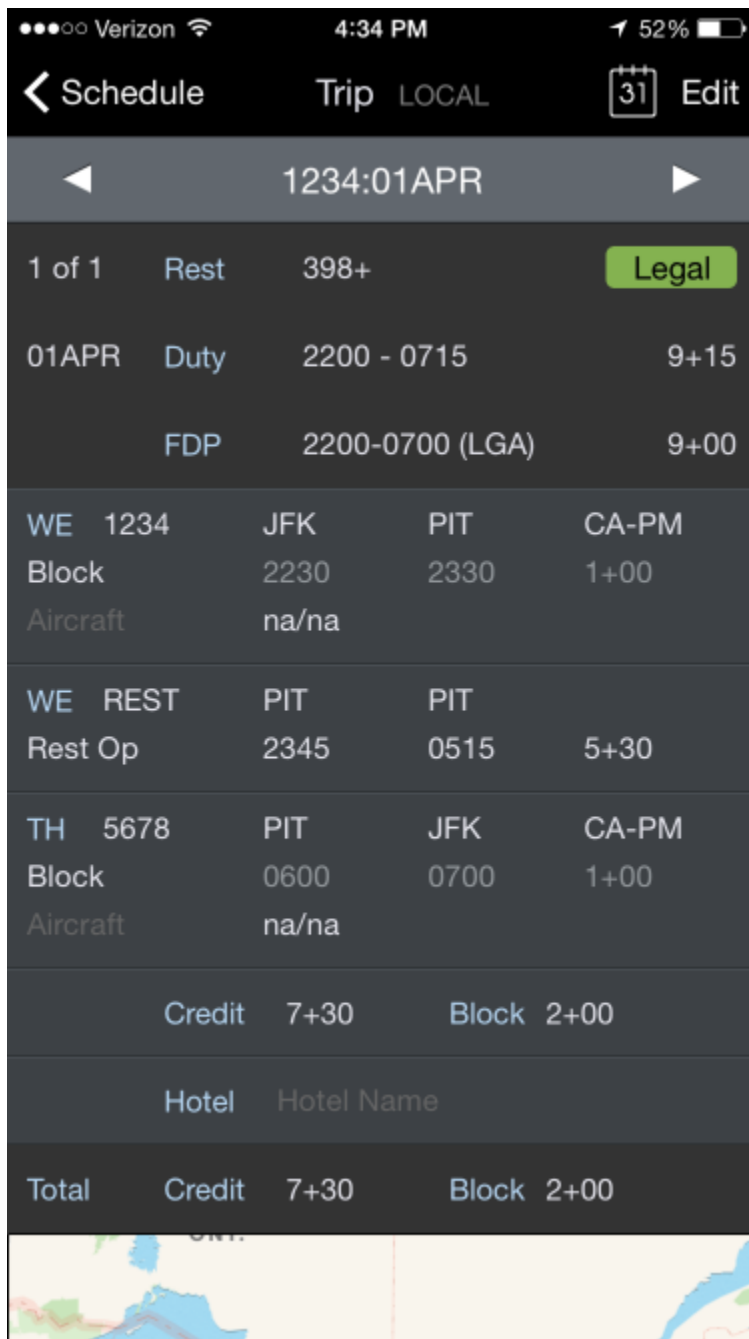 Verizon 4:34 PM 52%
Schedule Trip LOCAL 31 Edit
1234:01APR
1 of 1 Rest 398+ Legal
01APR Duty 2200 - 0715 9+15
FDP 2200-0700 (LGA) 9+00
WE 1234 JFK PIT CA-PM
Block 2230 2330 1+00
Aircraft na/na
WE REST PIT PIT
Rest Op 2345 0515 5+30
TH 5678 PIT JFK CA-PM
Block 0600 0700 1+00
Aircraft na/na
Credit 7+30 Block 2+00
Hotel Hotel Name
Total Credit 7+30 Block 2+00
ONT.